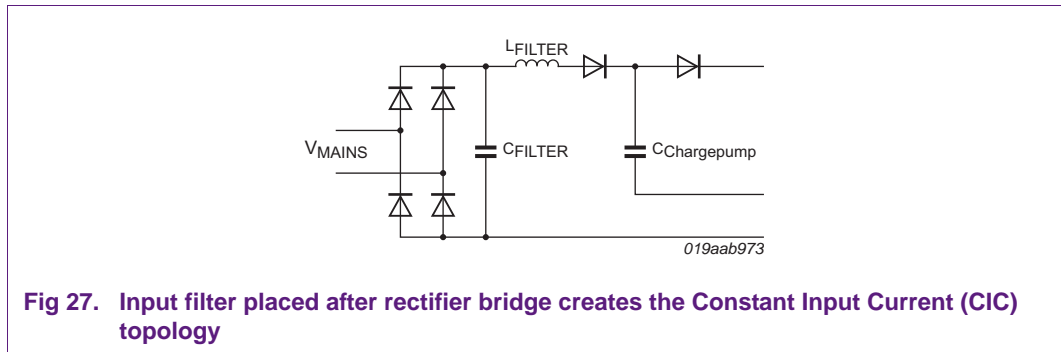 LFILTER
VMAINS
CFILTER
CChargepump
019aab973
Fig 27. Input filter placed after rectifier bridge creates the Constant Input Current (CIC)
topology